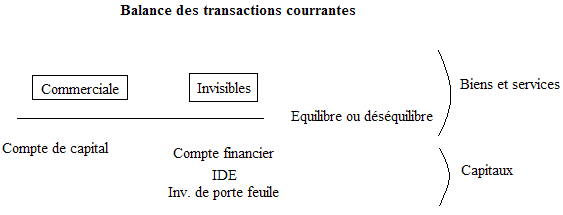 Balance des transactions courrantes
Commerciale
Invisibles
Biens et services
Equilibre ou déséquilibre
Compte de capital
Compte financier
IDE
Inv. de porte feuile
Capitaux